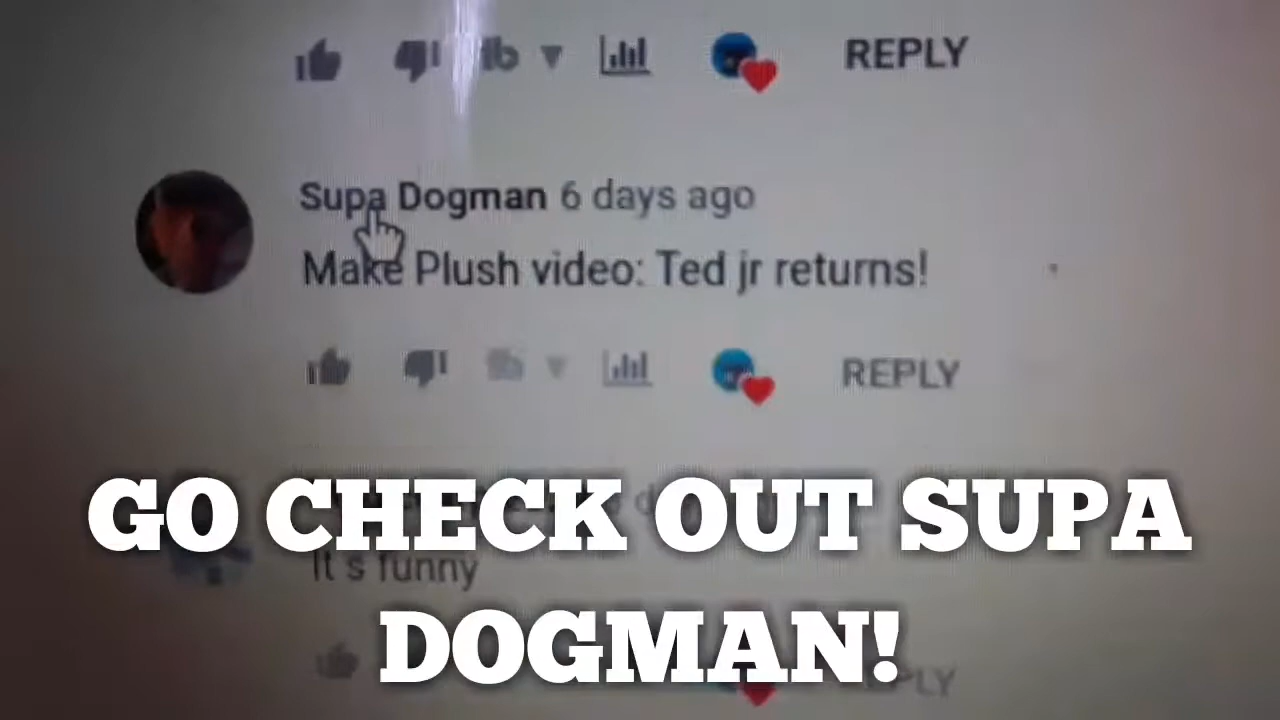 REPLY
Supa Dogman 6 days ago
Make Plush video: Ted jr returns!
REPLY
GO CHECK OUT SUPA
It s funny
DOGMAN!